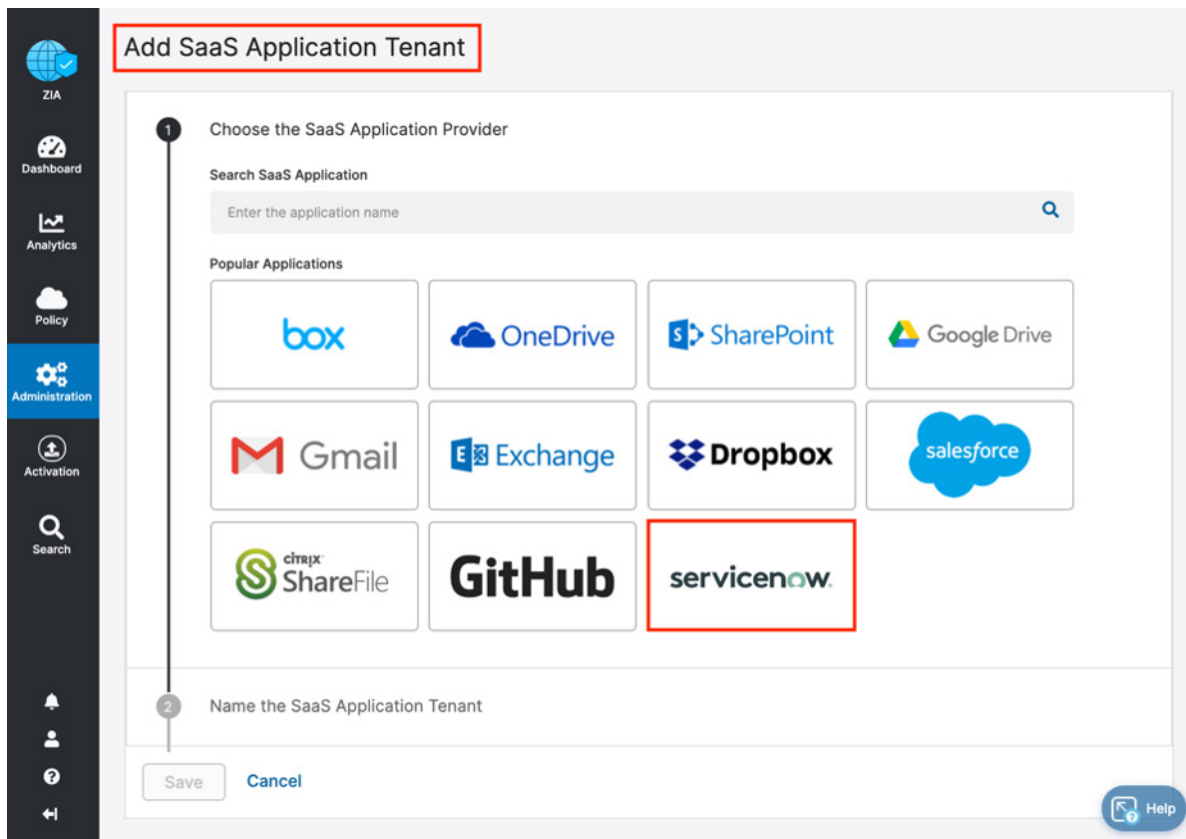 ZIA
Dashboard
Analytics
Policy
Administration
Activation
Search
Add SaaS Application Tenant
1
Choose the SaaS Application Provider
Search SaaS Application
Enter the application name
Popular Applications
box
OneDrive
S SharePoint
Google Drive
M Gmail
E Exchange
Dropbox
salesforce
S citrix
ShareFile
GitHub
servicenow.
2
Name the SaaS Application Tenant
Save
Cancel
Help